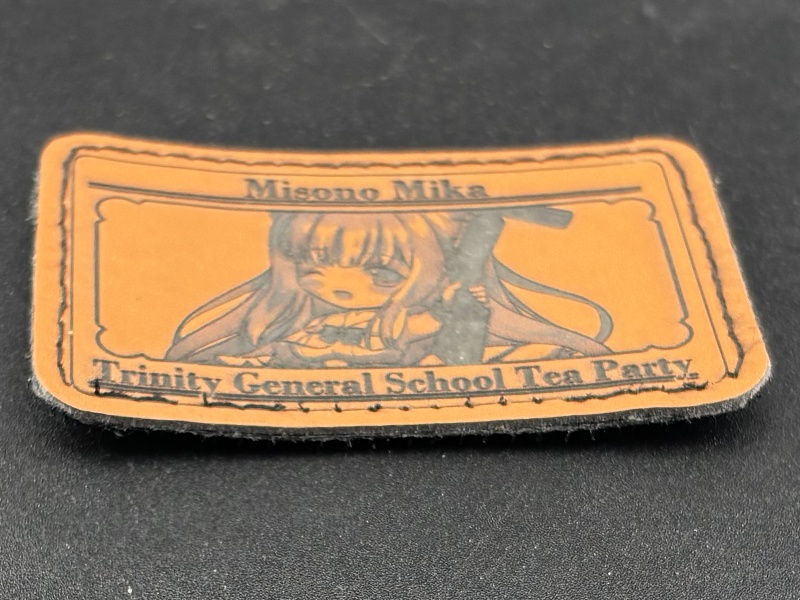 Misono Mika
Trinity General School Tea Party